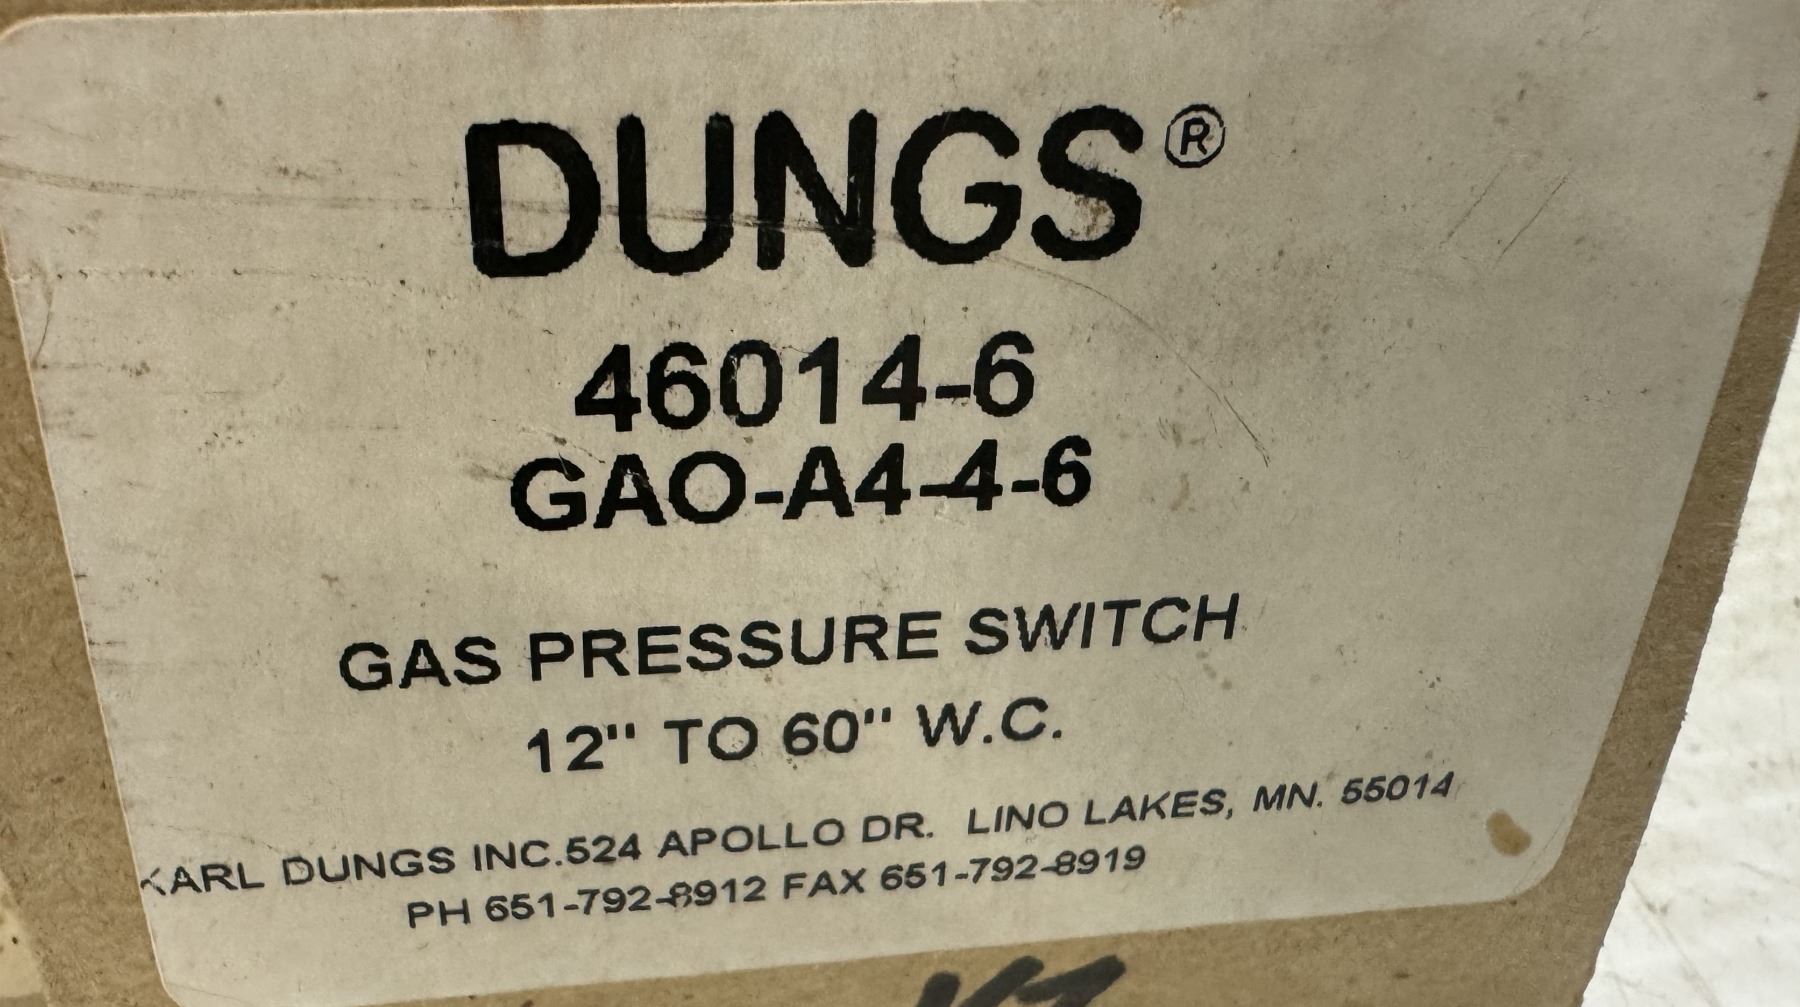 DUNGS®
46014-6
GAO-A4-4-6
GAS PRESSURE SWITCH
12" TO 60" W.C.
KARL DUNGS INC.524 APOLLO DR. LINO LAKES, MN. 55014
PH 651-792-8912 FAX 651-792-8919